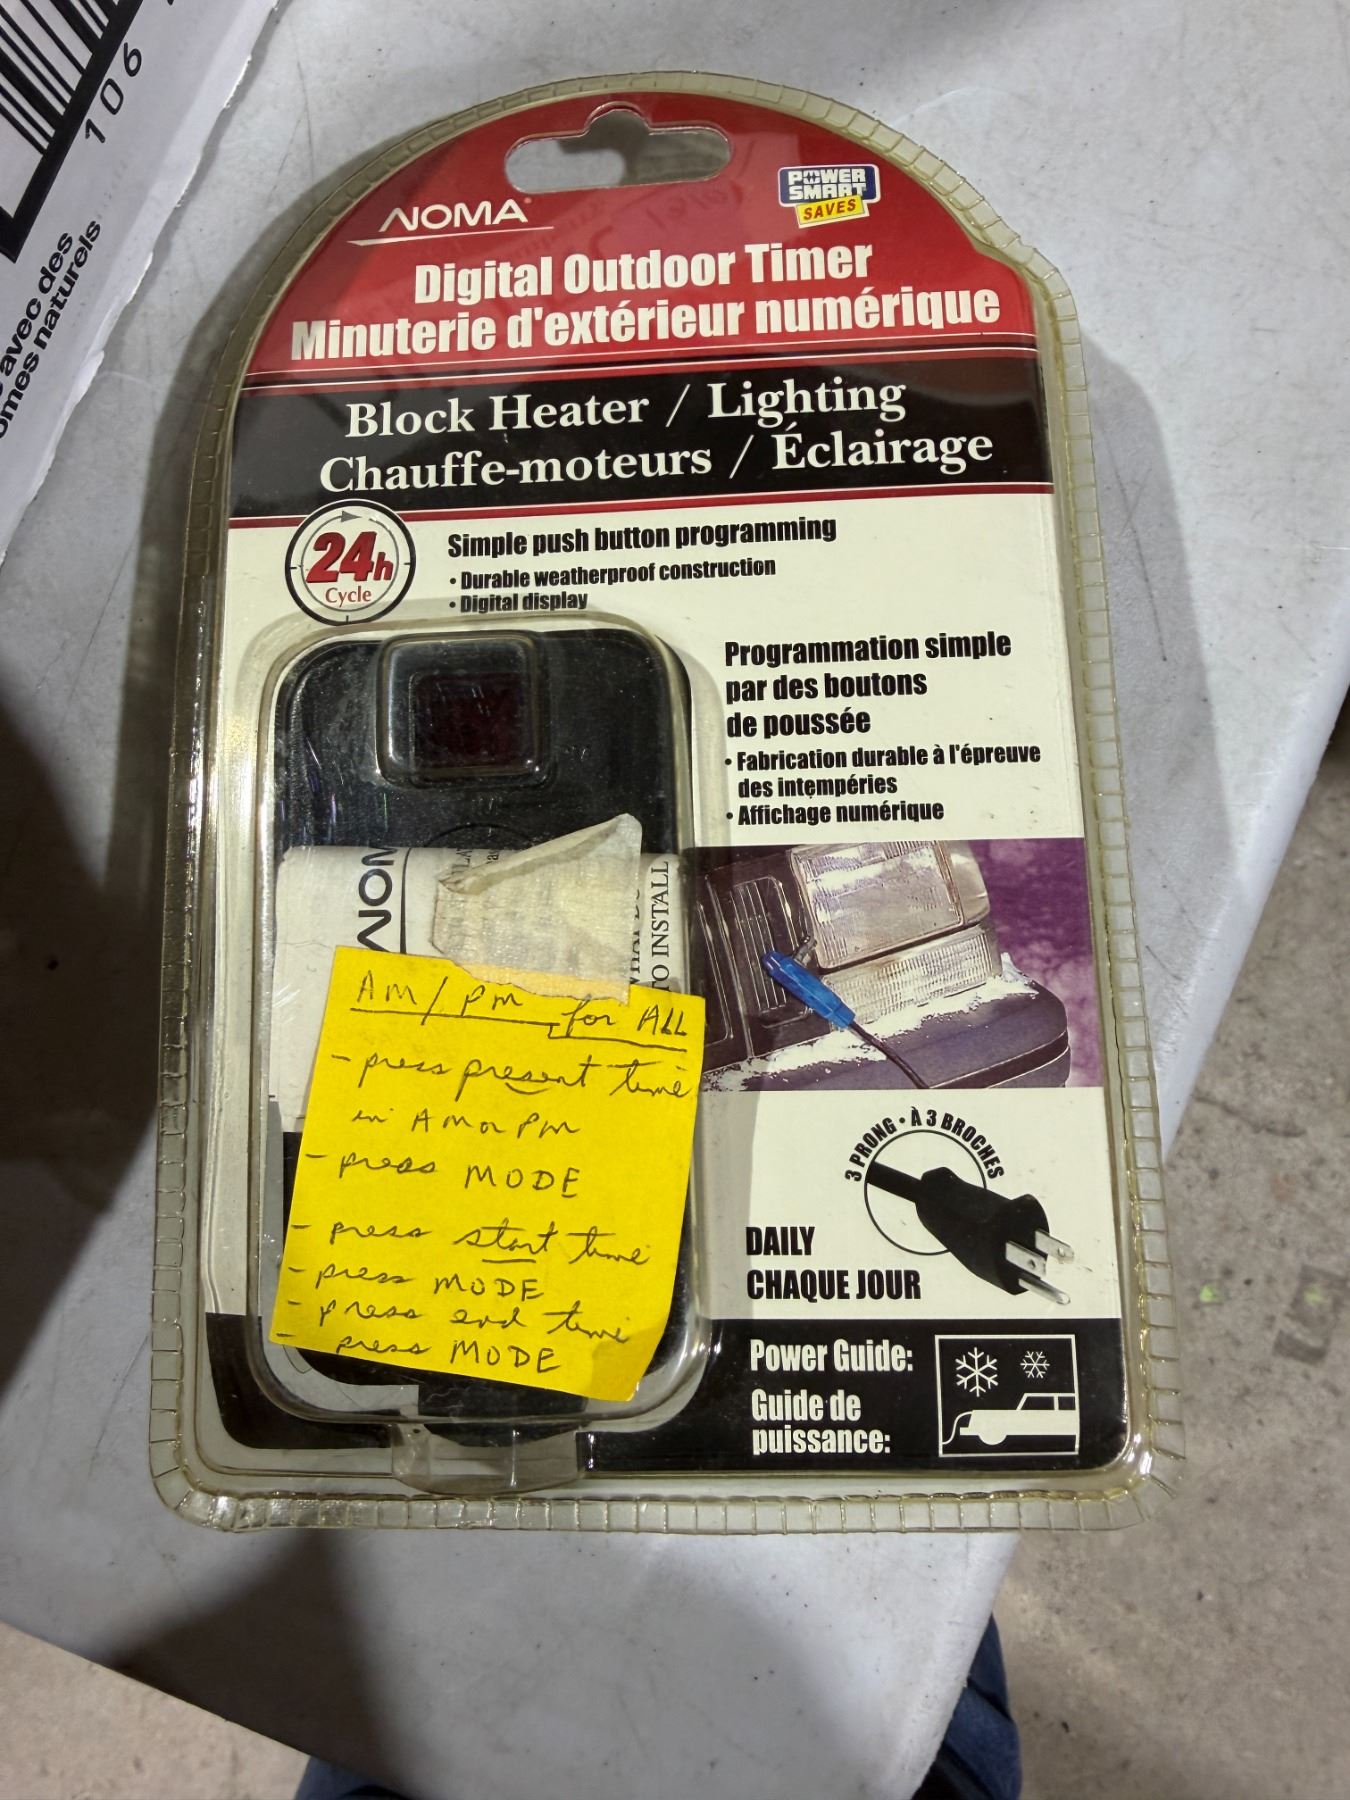 106
avec des
omes naturels
NOMA
POWER
SMART
SAVES
Digital Outdoor Timer
Minuterie d'extérieur numérique
Block Heater / Lighting
Chauffe-moteurs / Éclairage
24h
Cycle
Simple push button programming
• Durable weatherproof construction
• Digital display
Programmation simple
par des boutons
de poussée
• Fabrication durable à l'épreuve
des intempéries
• Affichage numérique
NOM
TO INSTALL
AM/PM for ALL
- press present time
in AM or PM
- press MODE
- press start time
- press MODE
- press end time
- press MODE
3 PRONG • À 3 BROCHES
DAILY
CHAQUE JOUR
Power Guide:
Guide de
puissance: